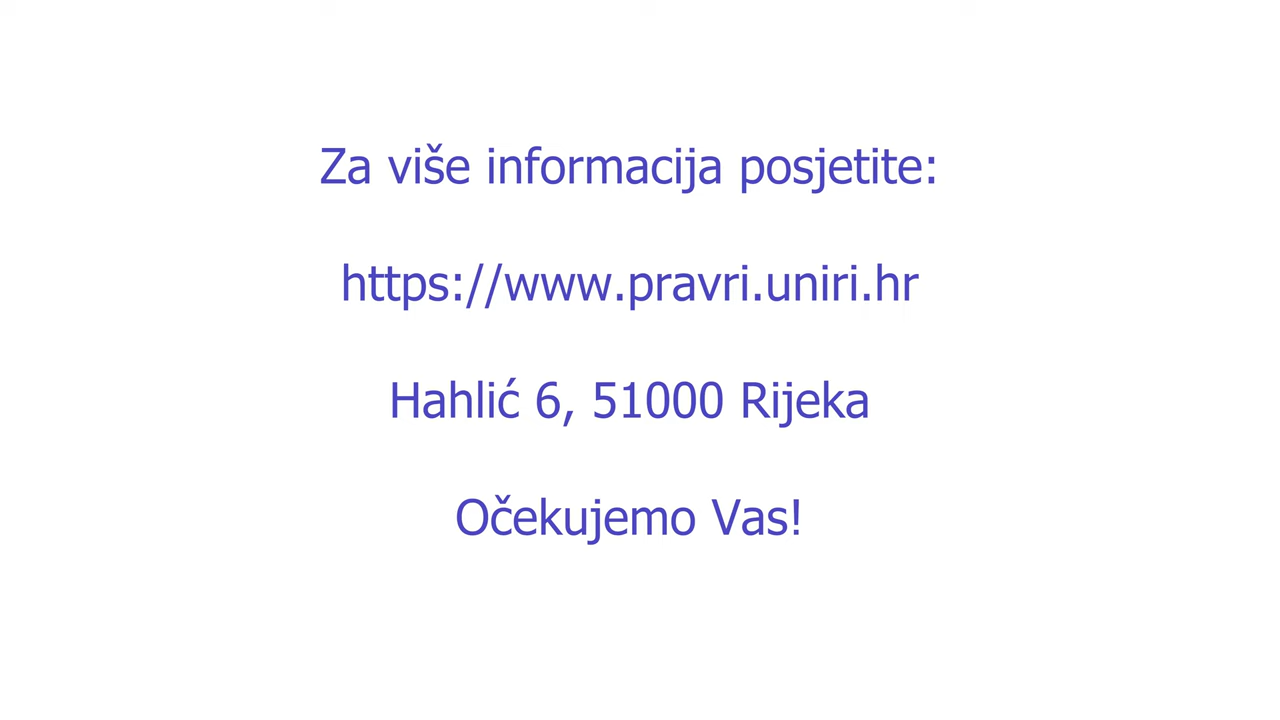 Za više informacija posjetite:
https://www.pravri.uniri.hr
Hahlić 6, 51000 Rijeka
Očekujemo Vas!